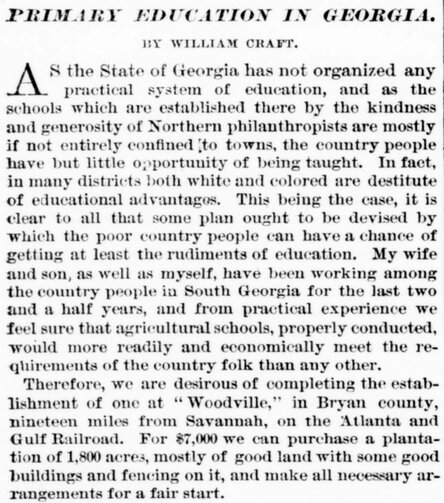 PRIMARY EDUCATION IN GEORGIA.
BY WILLIAM CRAFT.
AS the State of Georgia has not organized any
practical system of education, and as the
schools which are established there by the kindness
and generosity of Northern philanthropists are mostly
if not entirely confined to towns, the country people
have but little opportunity of being taught. In fact,
in many districts both white and colored are destitute
of educational advantages. This being the case, it is
clear to all that some plan ought to be devised by
which the poor country people can have a chance of
getting at least the rudiments of education. My wife
and son, as well as myself, have been working among
the country people in South Georgia for the last two
and a half years, and from practical experience we
feel sure that agricultural schools, properly conducted,
would more readily and economically meet the re-
quirements of the country folk than any other.
Therefore, we are desirous of completing the estab-
lishment of one at "Woodville," in Bryan county,
nineteen miles from Savannah, on the Atlanta and
Gulf Railroad. For $7,000 we can purchase a planta-
tion of 1,800 acres, mostly of good land with some good
buildings and fencing on it, and make all necessary ar-
rangements for a fair start.